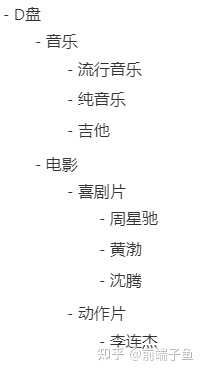 - D盘
- 音乐
- 流行音乐
- 纯音乐
- 吉他
- 电影
- 喜剧片
- 周星驰
- 黄渤
- 沈腾
- 动作片
- 李连杰
知乎 @前端子鱼